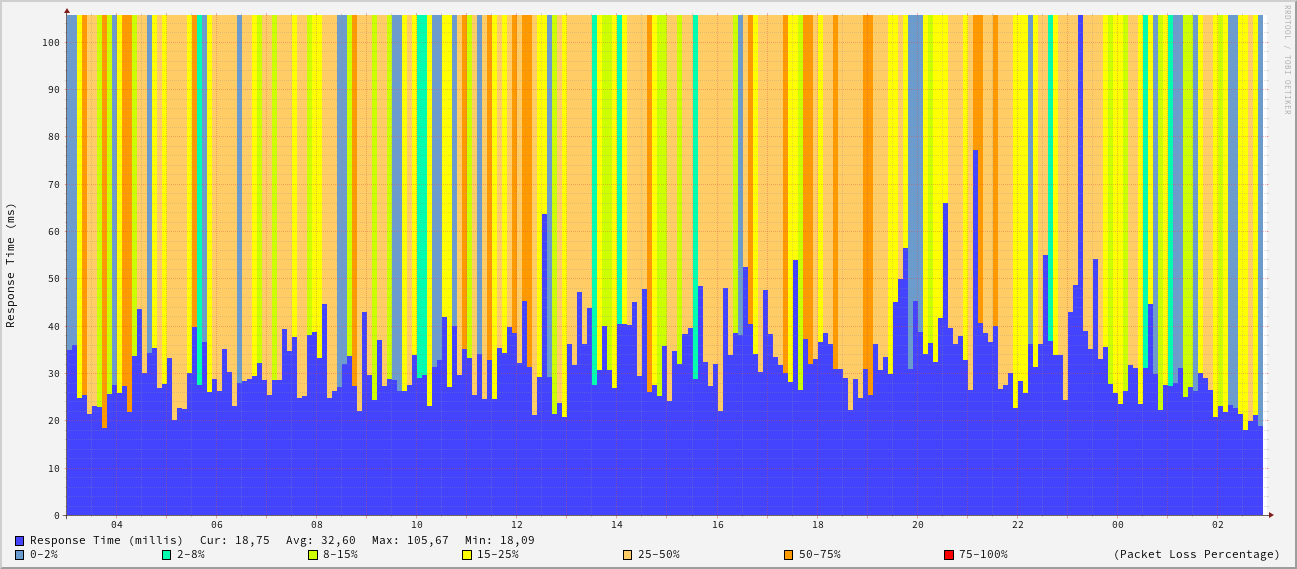 RRDTOOL / TOBI OETIKER
Response Time (ms)
100
90
80
70
60
50
40
30
20
10
0
04 06 08 10 12 14 16 18 20 22 00 02
Response Time (millis) Cur: 18,75 Avg: 32,60 Max: 105,67 Min: 18,09
0-2% 2-8% 8-15% 15-25% 25-50% 50-75% 75-100% (Packet Loss Percentage)